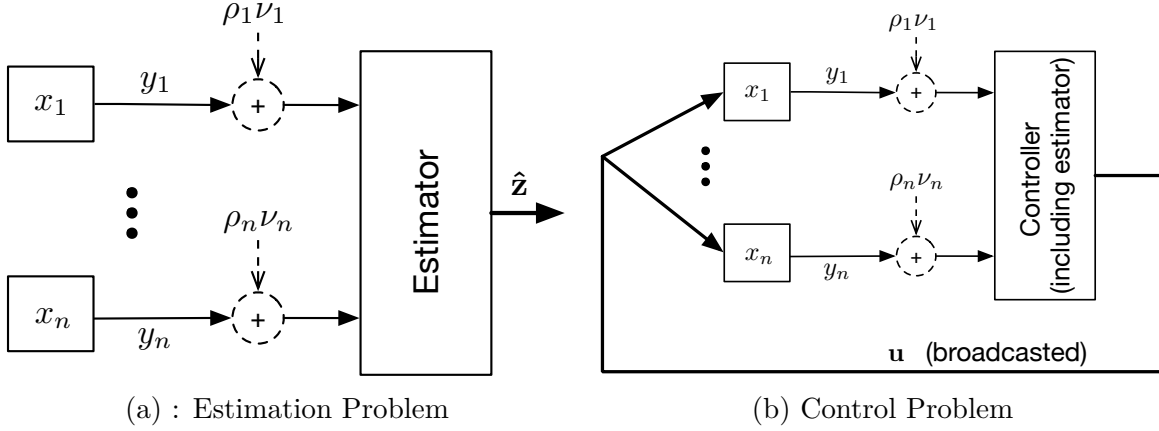 ρ₁ν₁
x₁
y₁
+
ρₙνₙ
xₙ
yₙ
+
Estimator
ẑ
(a) : Estimation Problem
ρ₁ν₁
x₁
y₁
+
ρₙνₙ
xₙ
yₙ
+
Controller
(including estimator)
u (broadcasted)
(b) Control Problem